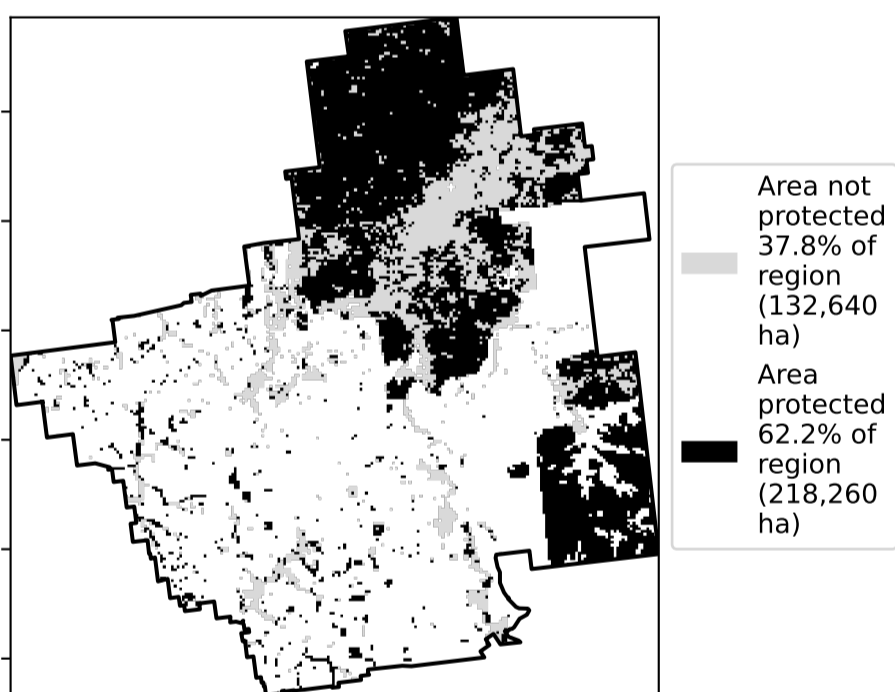 Area not
protected
37.8% of
region
(132,640
ha)
Area
protected
62.2% of
region
(218,260
ha)